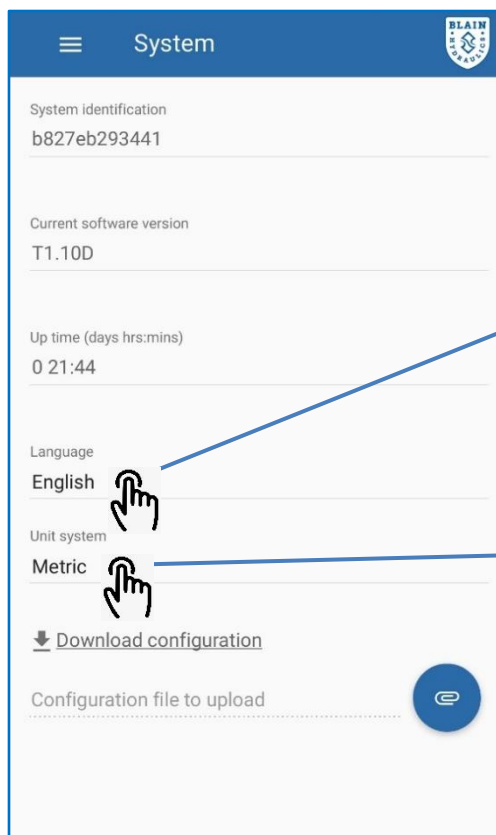 System
BLAIN
HYDRAULICS
System identification
b827eb293441
Current software version
T1.10D
Up time (days hrs:mins)
0 21:44
Language
English
Unit system
Metric
Download configuration
Configuration file to upload